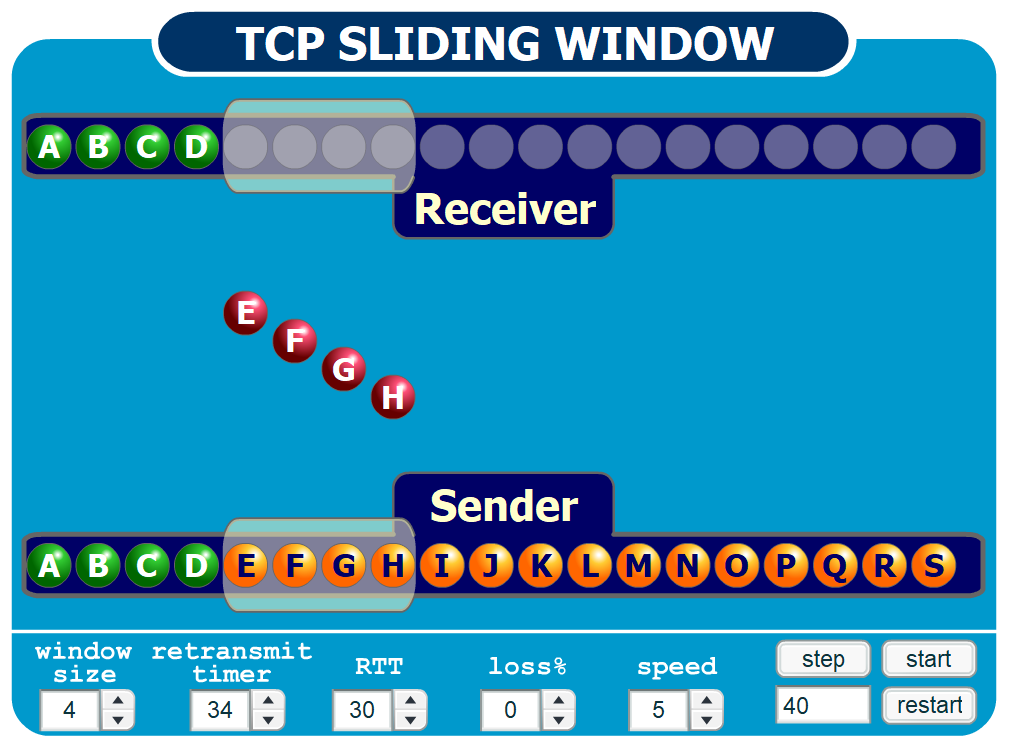 TCP SLIDING WINDOW
A B C D
Receiver
E
F
G
H
Sender
A B C D E F G H I J K L M N O P Q R S
window size
retransmit timer
RTT
loss%
speed
step
start
4
34
30
0
5
40
restart